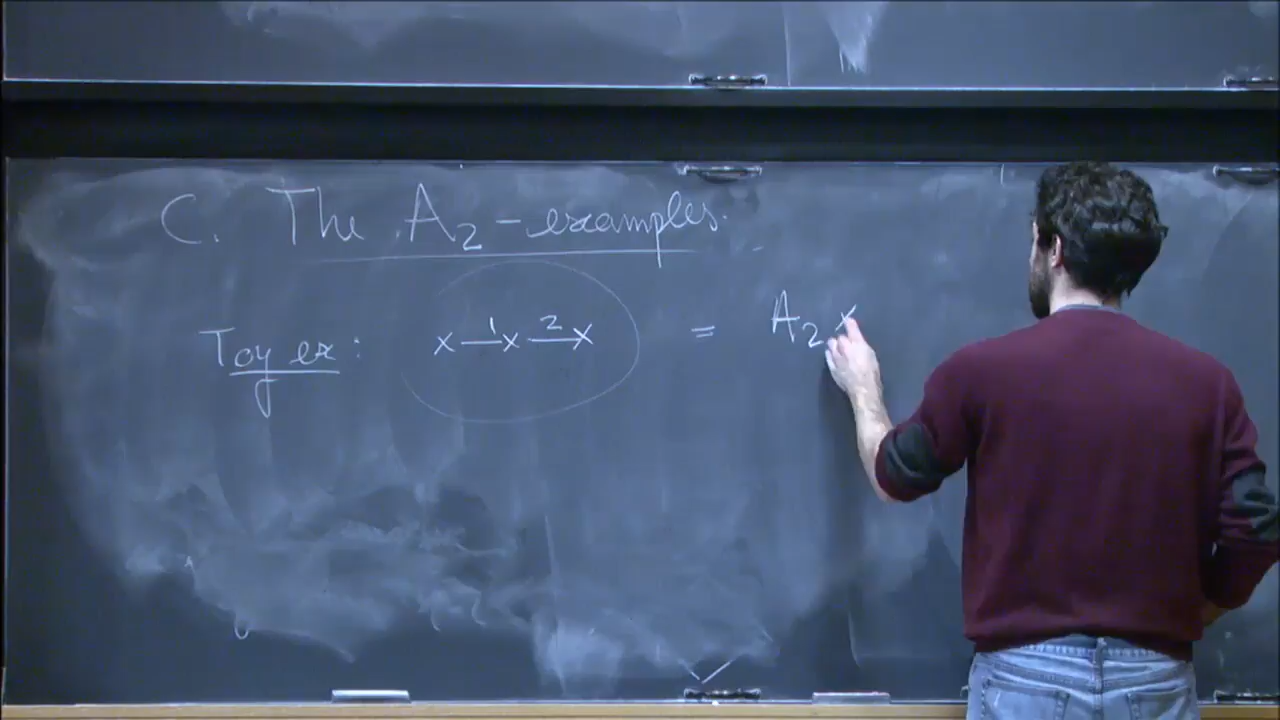 C. The A₂-examples.
Toy ex: x —1— x —2— x = A₂ x